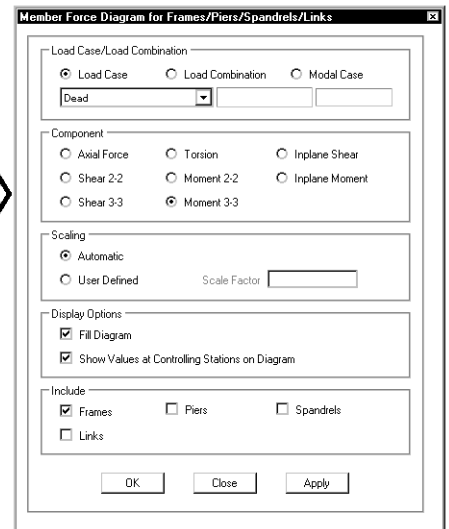 Member Force Diagram for Frames/Piers/Spandrels/Links
Load Case/Load Combination
Load Case Load Combination Modal Case
Dead
Component
Axial Force Torsion Inplane Shear
Shear 2-2 Moment 2-2 Inplane Moment
Shear 3-3 Moment 3-3
Scaling
Automatic
User Defined Scale Factor
Display Options
Fill Diagram
Show Values at Controlling Stations on Diagram
Include
Frames Piers Spandrels
Links
OK Close Apply